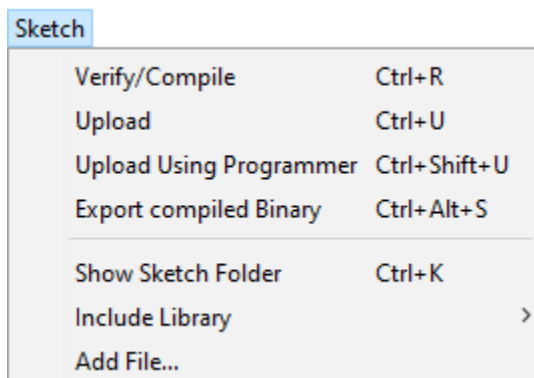 Sketch
Verify/Compile Ctrl+R
Upload Ctrl+U
Upload Using Programmer Ctrl+Shift+U
Export compiled Binary Ctrl+Alt+S
Show Sketch Folder Ctrl+K
Include Library >
Add File...